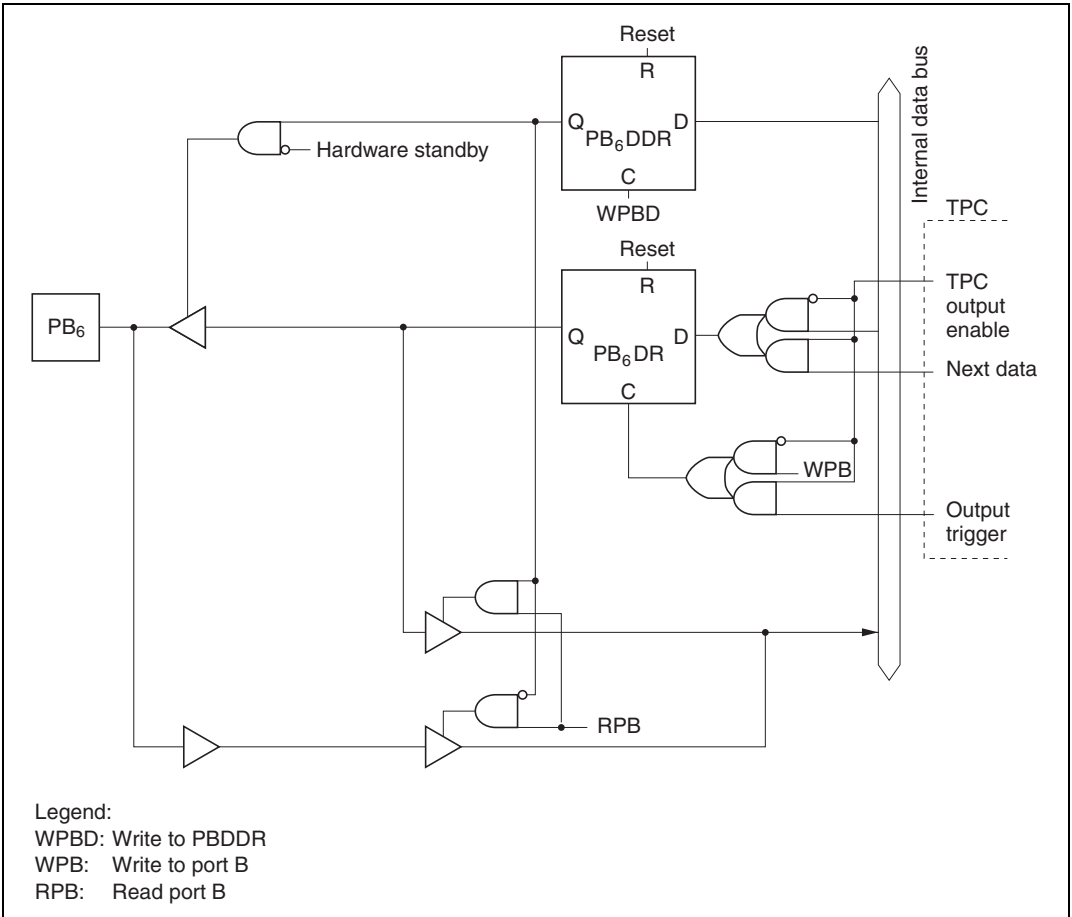 Reset
R
Q PB6DDR D
C
WPBD
Hardware standby
Internal data bus
TPC
Reset
R
Q PB6DR D
C
PB6
TPC
output
enable
Next data
WPB
Output
trigger
RPB
Legend:
WPBD: Write to PBDDR
WPB: Write to port B
RPB: Read port B